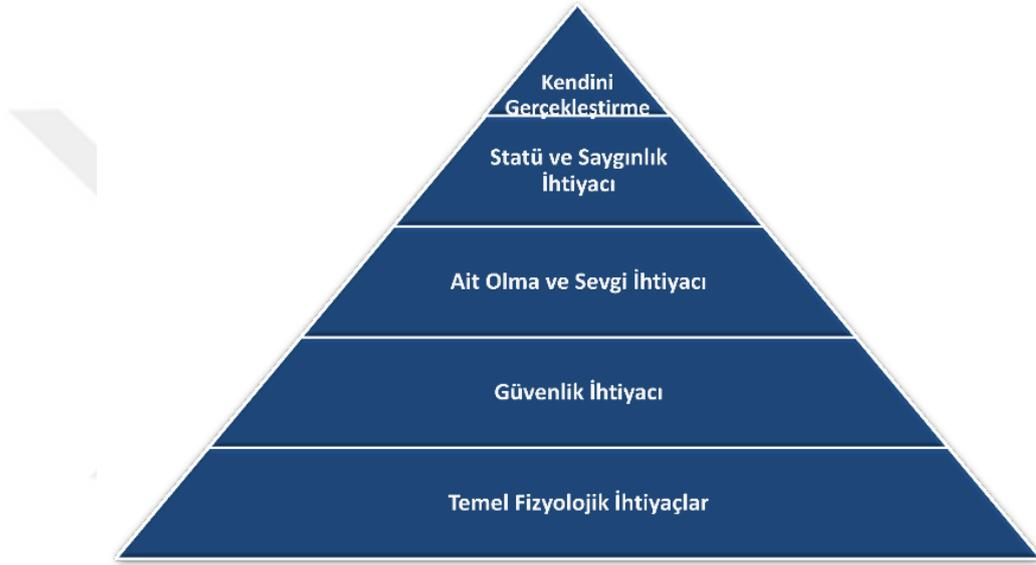 Kendini
Gerçekleştirme
Statü ve Saygınlık
İhtiyacı
Ait Olma ve Sevgi İhtiyacı
Güvenlik İhtiyacı
Temel Fizyolojik İhtiyaçlar